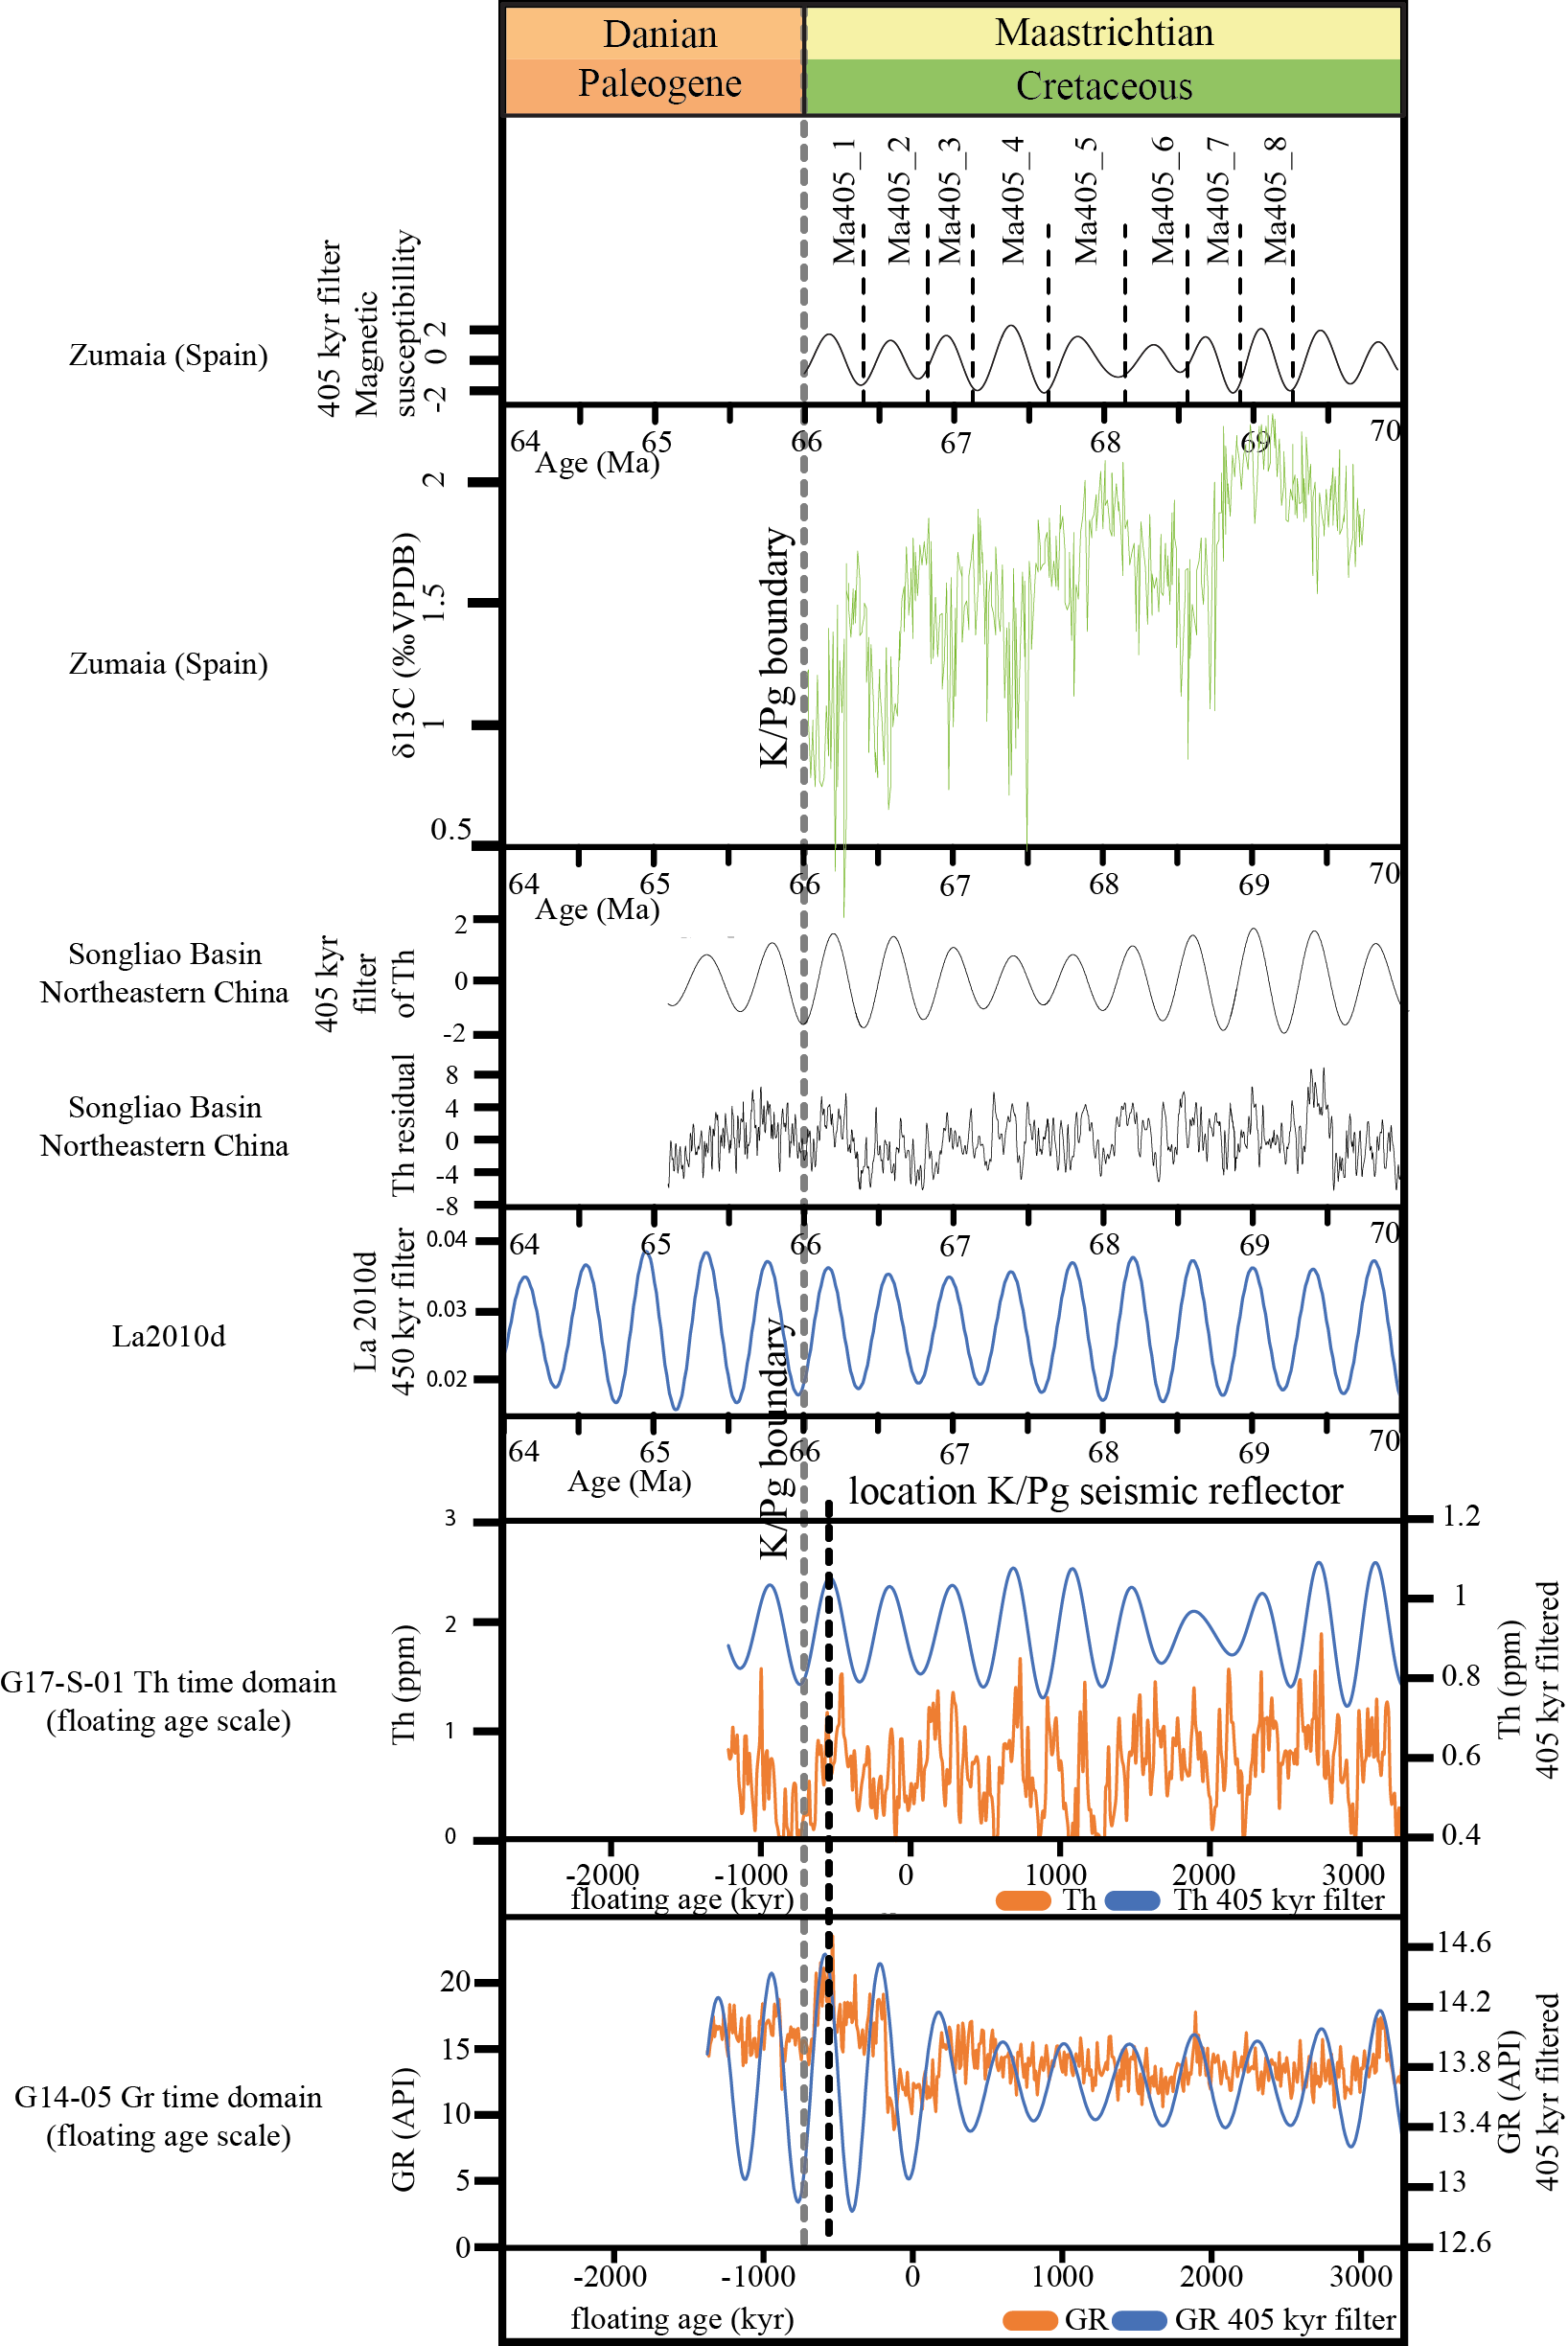 Danian
Maastrichtian
Paleogene
Cretaceous
Ma405_1
Ma405_2
Ma405_3
Ma405_4
Ma405_5
Ma405_6
Ma405_7
Ma405_8
Zumaia (Spain)
405 kyr filter
Magnetic
susceptibillity
2
0
-2
64
65
66
67
68
69
70
Age (Ma)
Zumaia (Spain)
δ13C (‰VPDB)
2
1.5
1
0.5
K/Pg boundary
64
65
66
67
68
69
70
Age (Ma)
Songliao Basin
Northeastern China
405 kyr
filter
of Th
2
0
-2
Songliao Basin
Northeastern China
Th residual
8
4
0
-4
-8
64
65
66
67
68
69
70
La2010d
La 2010d
450 kyr filter
0.04
0.03
0.02
K/Pg boundary
64
65
66
67
68
69
70
Age (Ma)
location K/Pg seismic reflector
G17-S-01 Th time domain
(floating age scale)
Th (ppm)
3
2
1
0
1.2
1
0.8
0.6
0.4
Th (ppm)
405 kyr filtered
-2000
-1000
0
1000
2000
3000
floating age (kyr)
Th
Th 405 kyr filter
G14-05 Gr time domain
(floating age scale)
GR (API)
20
15
10
5
0
14.6
14.2
13.8
13.4
13
12.6
GR (API)
405 kyr filtered
-2000
-1000
0
1000
2000
3000
floating age (kyr)
GR
GR 405 kyr filter